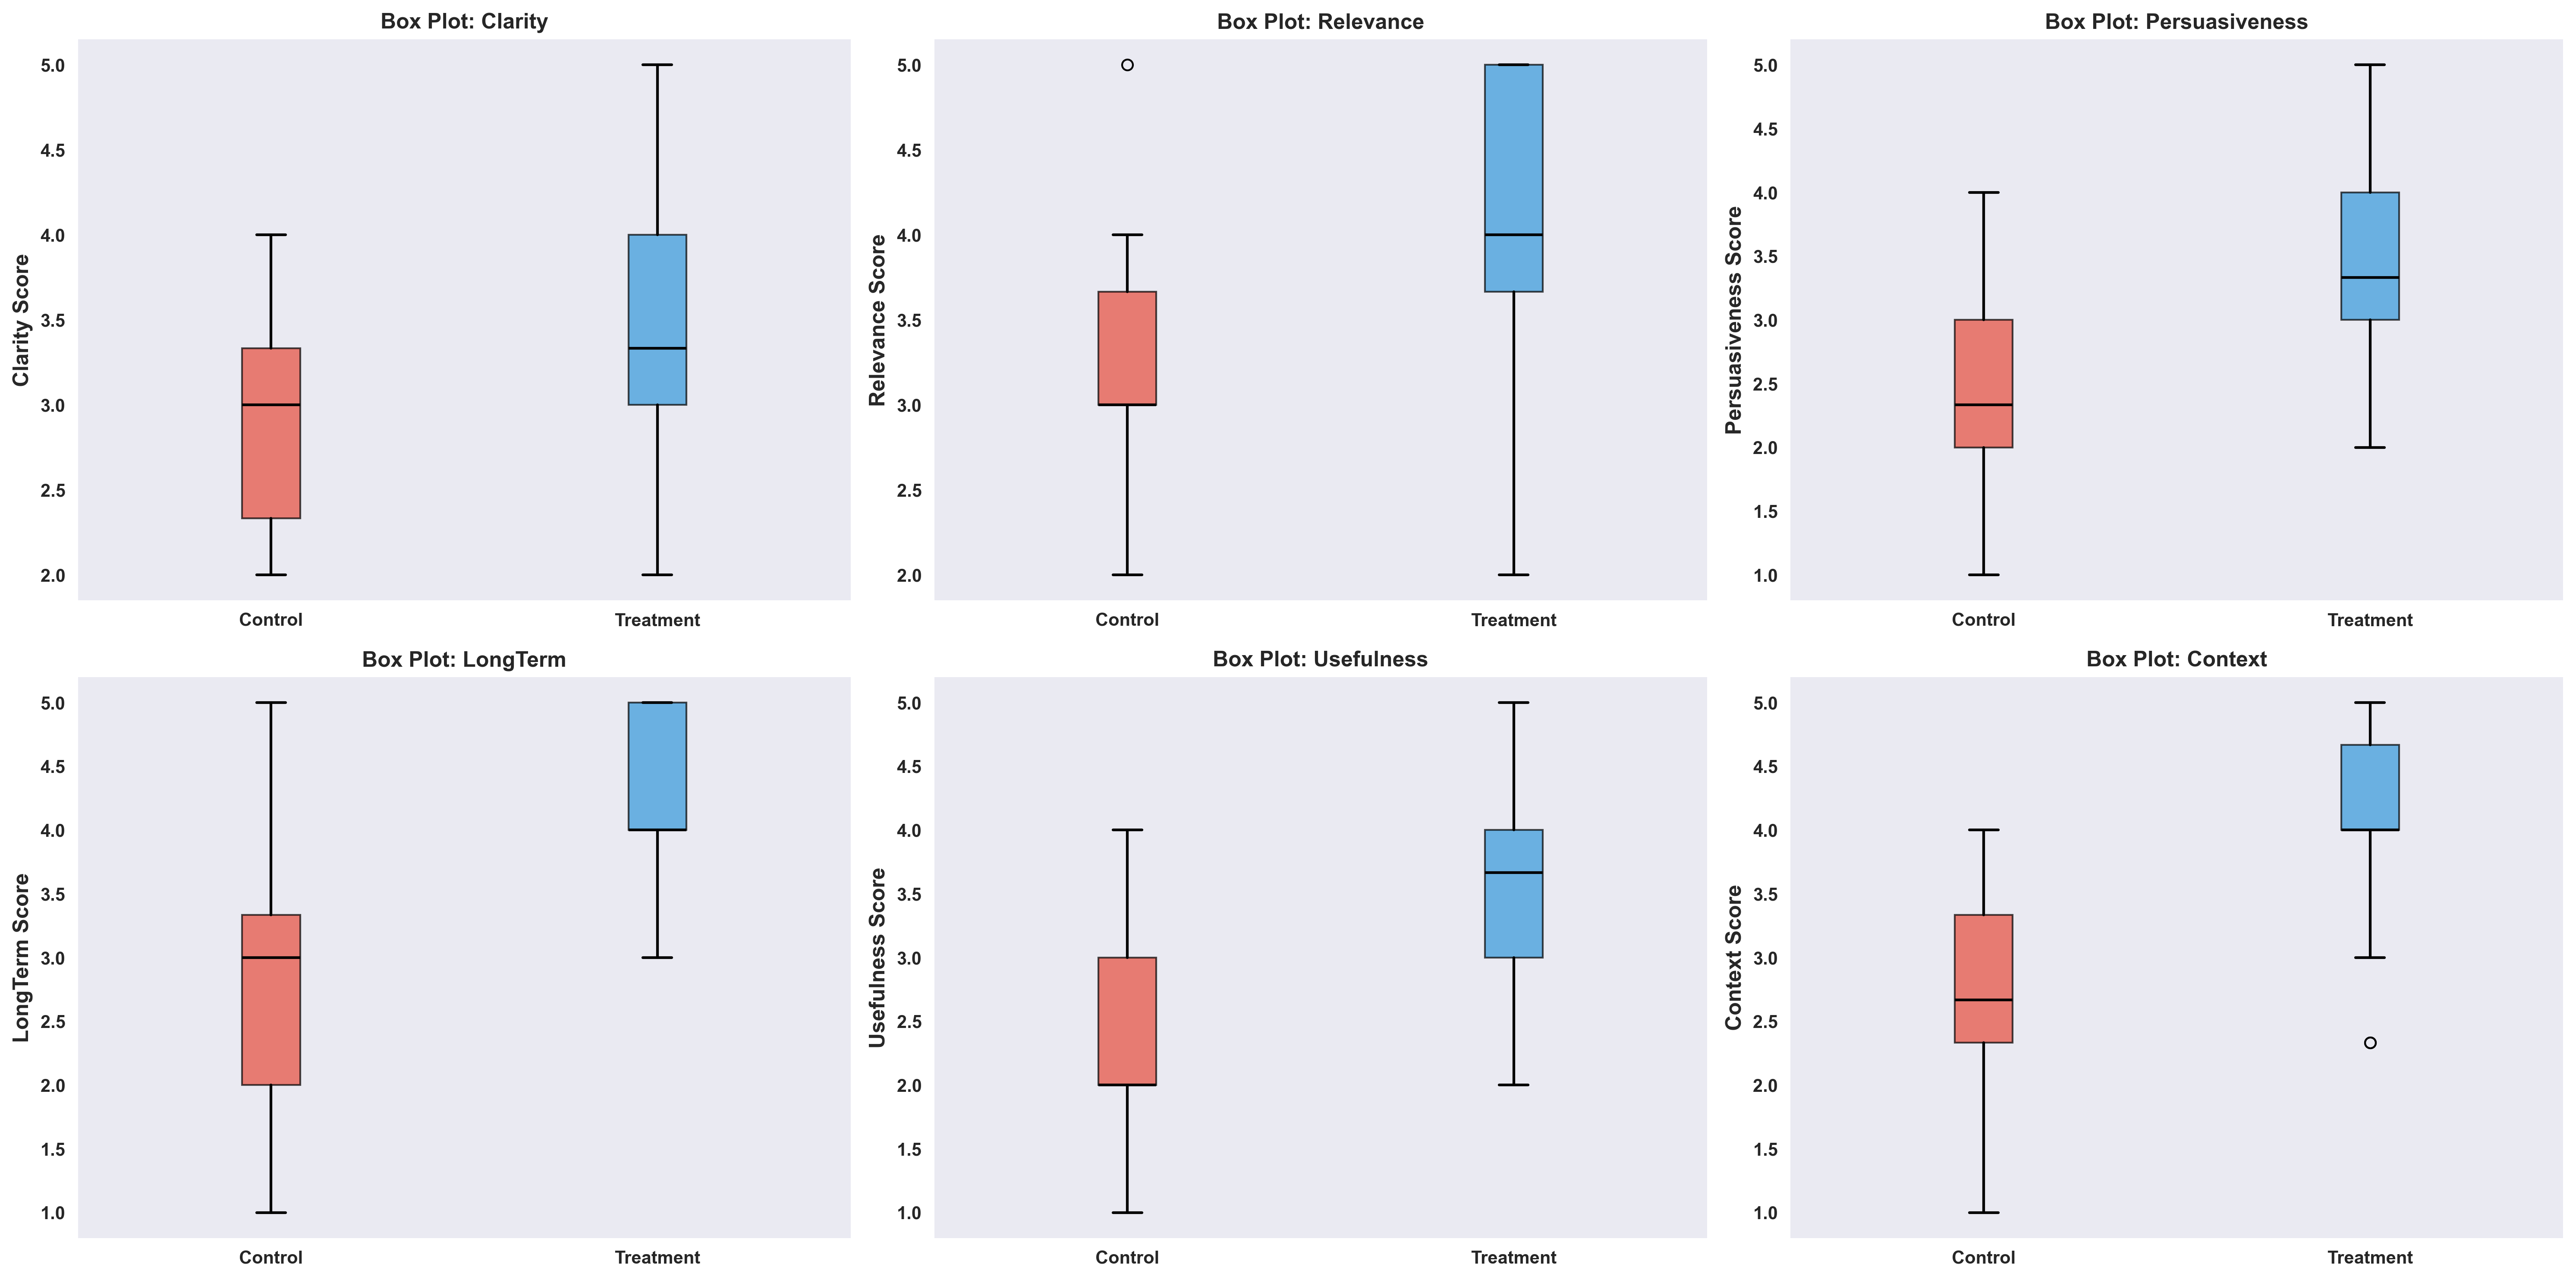 Box Plot: Clarity
Clarity Score
5.0
4.5
4.0
3.5
3.0
2.5
2.0
Control
Treatment
Box Plot: Relevance
Relevance Score
5.0
4.5
4.0
3.5
3.0
2.5
2.0
Control
Treatment
Box Plot: Persuasiveness
Persuasiveness Score
5.0
4.5
4.0
3.5
3.0
2.5
2.0
1.5
1.0
Control
Treatment
Box Plot: LongTerm
LongTerm Score
5.0
4.5
4.0
3.5
3.0
2.5
2.0
1.5
1.0
Control
Treatment
Box Plot: Usefulness
Usefulness Score
5.0
4.5
4.0
3.5
3.0
2.5
2.0
1.5
1.0
Control
Treatment
Box Plot: Context
Context Score
5.0
4.5
4.0
3.5
3.0
2.5
2.0
1.5
1.0
Control
Treatment